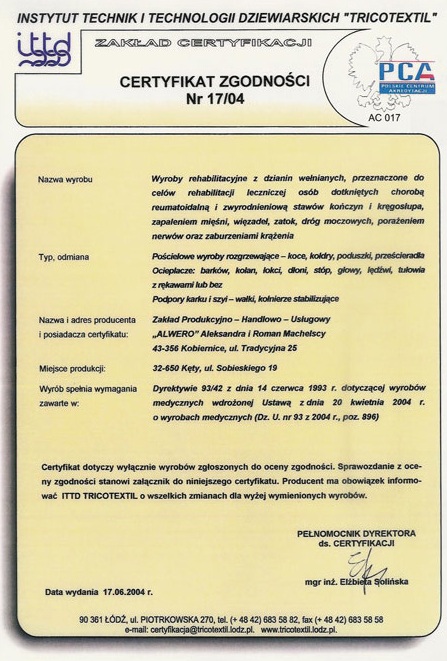 INSTYTUT TECHNIK I TECHNOLOGII DZIEWIARSKICH "TRICOTEXTIL"
ittd
ZAKŁAD CERTYFIKACJI
CERTYFIKAT ZGODNOŚCI
Nr 17/04
PCA
POLSKIE CENTRUM
AKREDYTACJI
AC 017
Nazwa wyrobu
Wyroby rehabilitacyjne z dzianin wełnianych, przeznaczone do
celów rehabilitacji leczniczej osób dotkniętych chorobą
reumatoidalną i zwyrodnieniową stawów kończyn i kręgosłupa,
zapaleniem mięśni, więzadeł, zatok, dróg moczowych, porażeniem
nerwów oraz zaburzeniami krążenia
Typ, odmiana
Pościelowe wyroby rozgrzewające – koce, kołdry, poduszki, prześcieradła
Ocieplacze: barków, kolan, łokci, dłoni, stóp, głowy, lędźwi, tułowia
z rękawami lub bez
Podpory karku i szyi – wałki, kołnierze stabilizujące
Nazwa i adres producenta
i posiadacza certyfikatu:
Zakład Produkcyjno – Handlowo – Usługowy
„ALWERO" Aleksandra i Roman Machelscy
43-356 Kobiernice, ul. Tradycyjna 25
Miejsce produkcji:
32-650 Kęty, ul. Sobieskiego 19
Wyrób spełnia wymagania
zawarte w:
Dyrektywie 93/42 z dnia 14 czerwca 1993 r. dotyczącej wyrobów
medycznych wdrożonej Ustawą z dnia 20 kwietnia 2004 r.
o wyrobach medycznych (Dz. U. nr 93 z 2004 r., poz. 896)
Certyfikat dotyczy wyłącznie wyrobów zgłoszonych do oceny zgodności. Sprawozdanie z oce-
ny zgodności stanowi załącznik do niniejszego certyfikatu. Producent ma obowiązek informo-
wać ITTD TRICOTEXTIL o wszelkich zmianach dla wyżej wymienionych wyrobów.
PEŁNOMOCNIK DYREKTORA
ds. CERTYFIKACJI
mgr inż. Elżbieta Solińska
Data wydania 17.06.2004 r.
90 361 ŁÓDŹ, ul. PIOTRKOWSKA 270, tel. (+ 48 42) 683 58 82, fax (+ 48 42) 683 58 58
e-mail: certyfikacja@tricotextil.lodz.pl. www.tricotextil.lodz.pl.